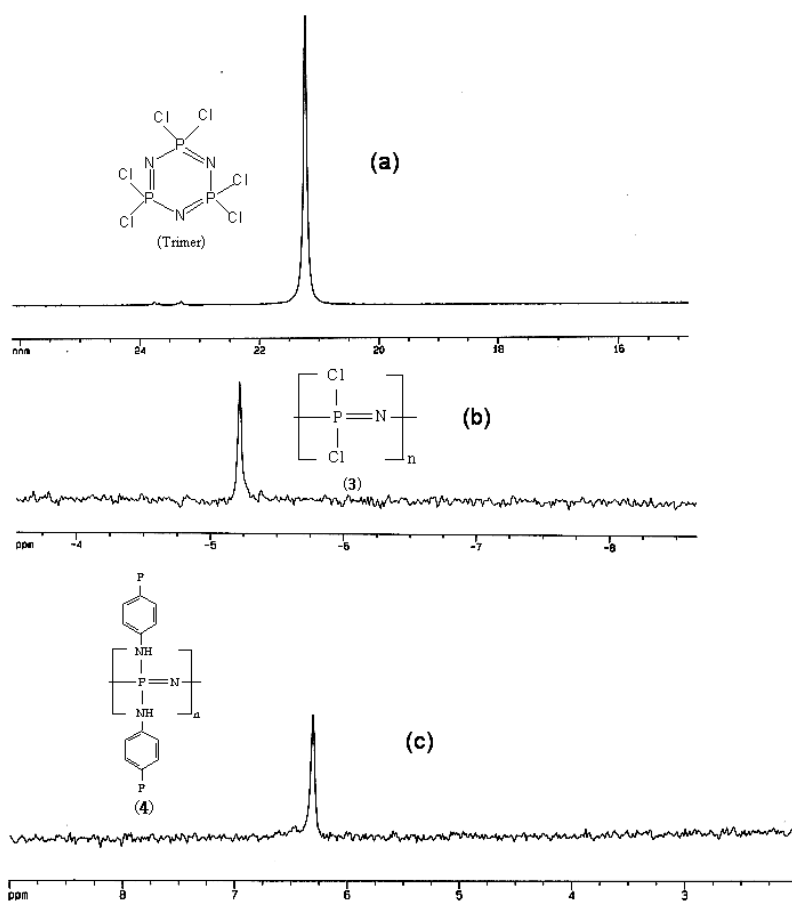 Cl
Cl
P
N
N
Cl
Cl
P
P
Cl
N
Cl
(Trimer)
(a)
ppm 24 22 20 18 16
Cl
P
N
Cl
n
(3)
(b)
ppm -4 -5 -6 -7 -8
P
NH
P
N
n
NH
P
(4)
(c)
ppm 8 7 6 5 4 3